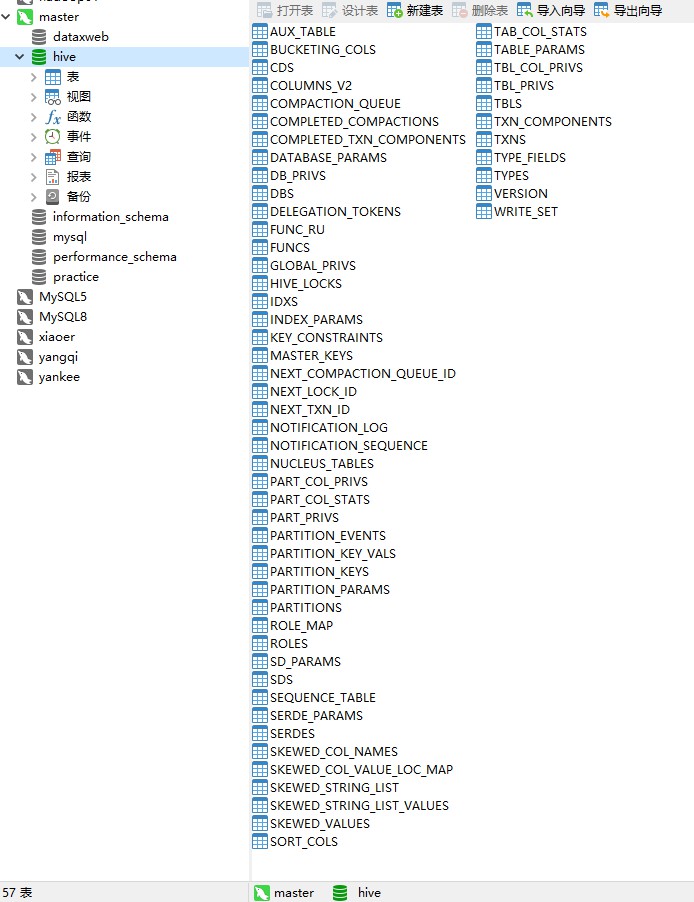 master
dataxweb
hive
表
视图
fx 函数
事件
查询
报表
备份
information_schema
mysql
performance_schema
practice
MySQL5
MySQL8
xiaoer
yangqi
yankee
57 表
打开表 设计表 新建表 删除表 导入向导 导出向导
AUX_TABLE
BUCKETING_COLS
CDS
COLUMNS_V2
COMPACTION_QUEUE
COMPLETED_COMPACTIONS
COMPLETED_TXN_COMPONENTS
DATABASE_PARAMS
DB_PRIVS
DBS
DELEGATION_TOKENS
FUNC_RU
FUNCS
GLOBAL_PRIVS
HIVE_LOCKS
IDXS
INDEX_PARAMS
KEY_CONSTRAINTS
MASTER_KEYS
NEXT_COMPACTION_QUEUE_ID
NEXT_LOCK_ID
NEXT_TXN_ID
NOTIFICATION_LOG
NOTIFICATION_SEQUENCE
NUCLEUS_TABLES
PART_COL_PRIVS
PART_COL_STATS
PART_PRIVS
PARTITION_EVENTS
PARTITION_KEY_VALS
PARTITION_KEYS
PARTITION_PARAMS
PARTITIONS
ROLE_MAP
ROLES
SD_PARAMS
SDS
SEQUENCE_TABLE
SERDE_PARAMS
SERDES
SKEWED_COL_NAMES
SKEWED_COL_VALUE_LOC_MAP
SKEWED_STRING_LIST
SKEWED_STRING_LIST_VALUES
SKEWED_VALUES
SORT_COLS
TAB_COL_STATS
TABLE_PARAMS
TBL_COL_PRIVS
TBL_PRIVS
TBLS
TXN_COMPONENTS
TXNS
TYPE_FIELDS
TYPES
VERSION
WRITE_SET
master hive